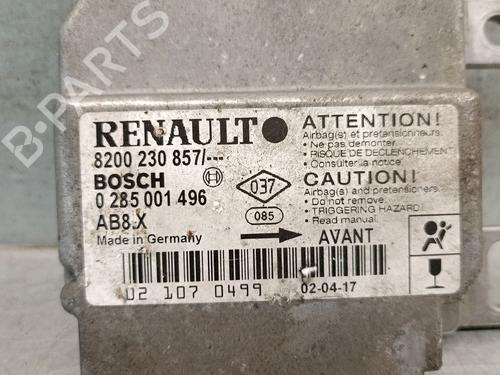 B-PARTS
RENAULT
8200 230 857/---
BOSCH
0 285 001 496
AB8.X
Made in Germany
037
085
ATTENTION!
Airbag(s) et pretensionneurs.
• Ne pas demonter.
• RISQUE DE DECLENCHEMENT
• Consulter la notice.
CAUTION!
Airbag(s) and pretensioners.
• Do not remove.
• TRIGGERING HAZARD!
• Read manual.
AVANT
02 107 0499
02-04-17